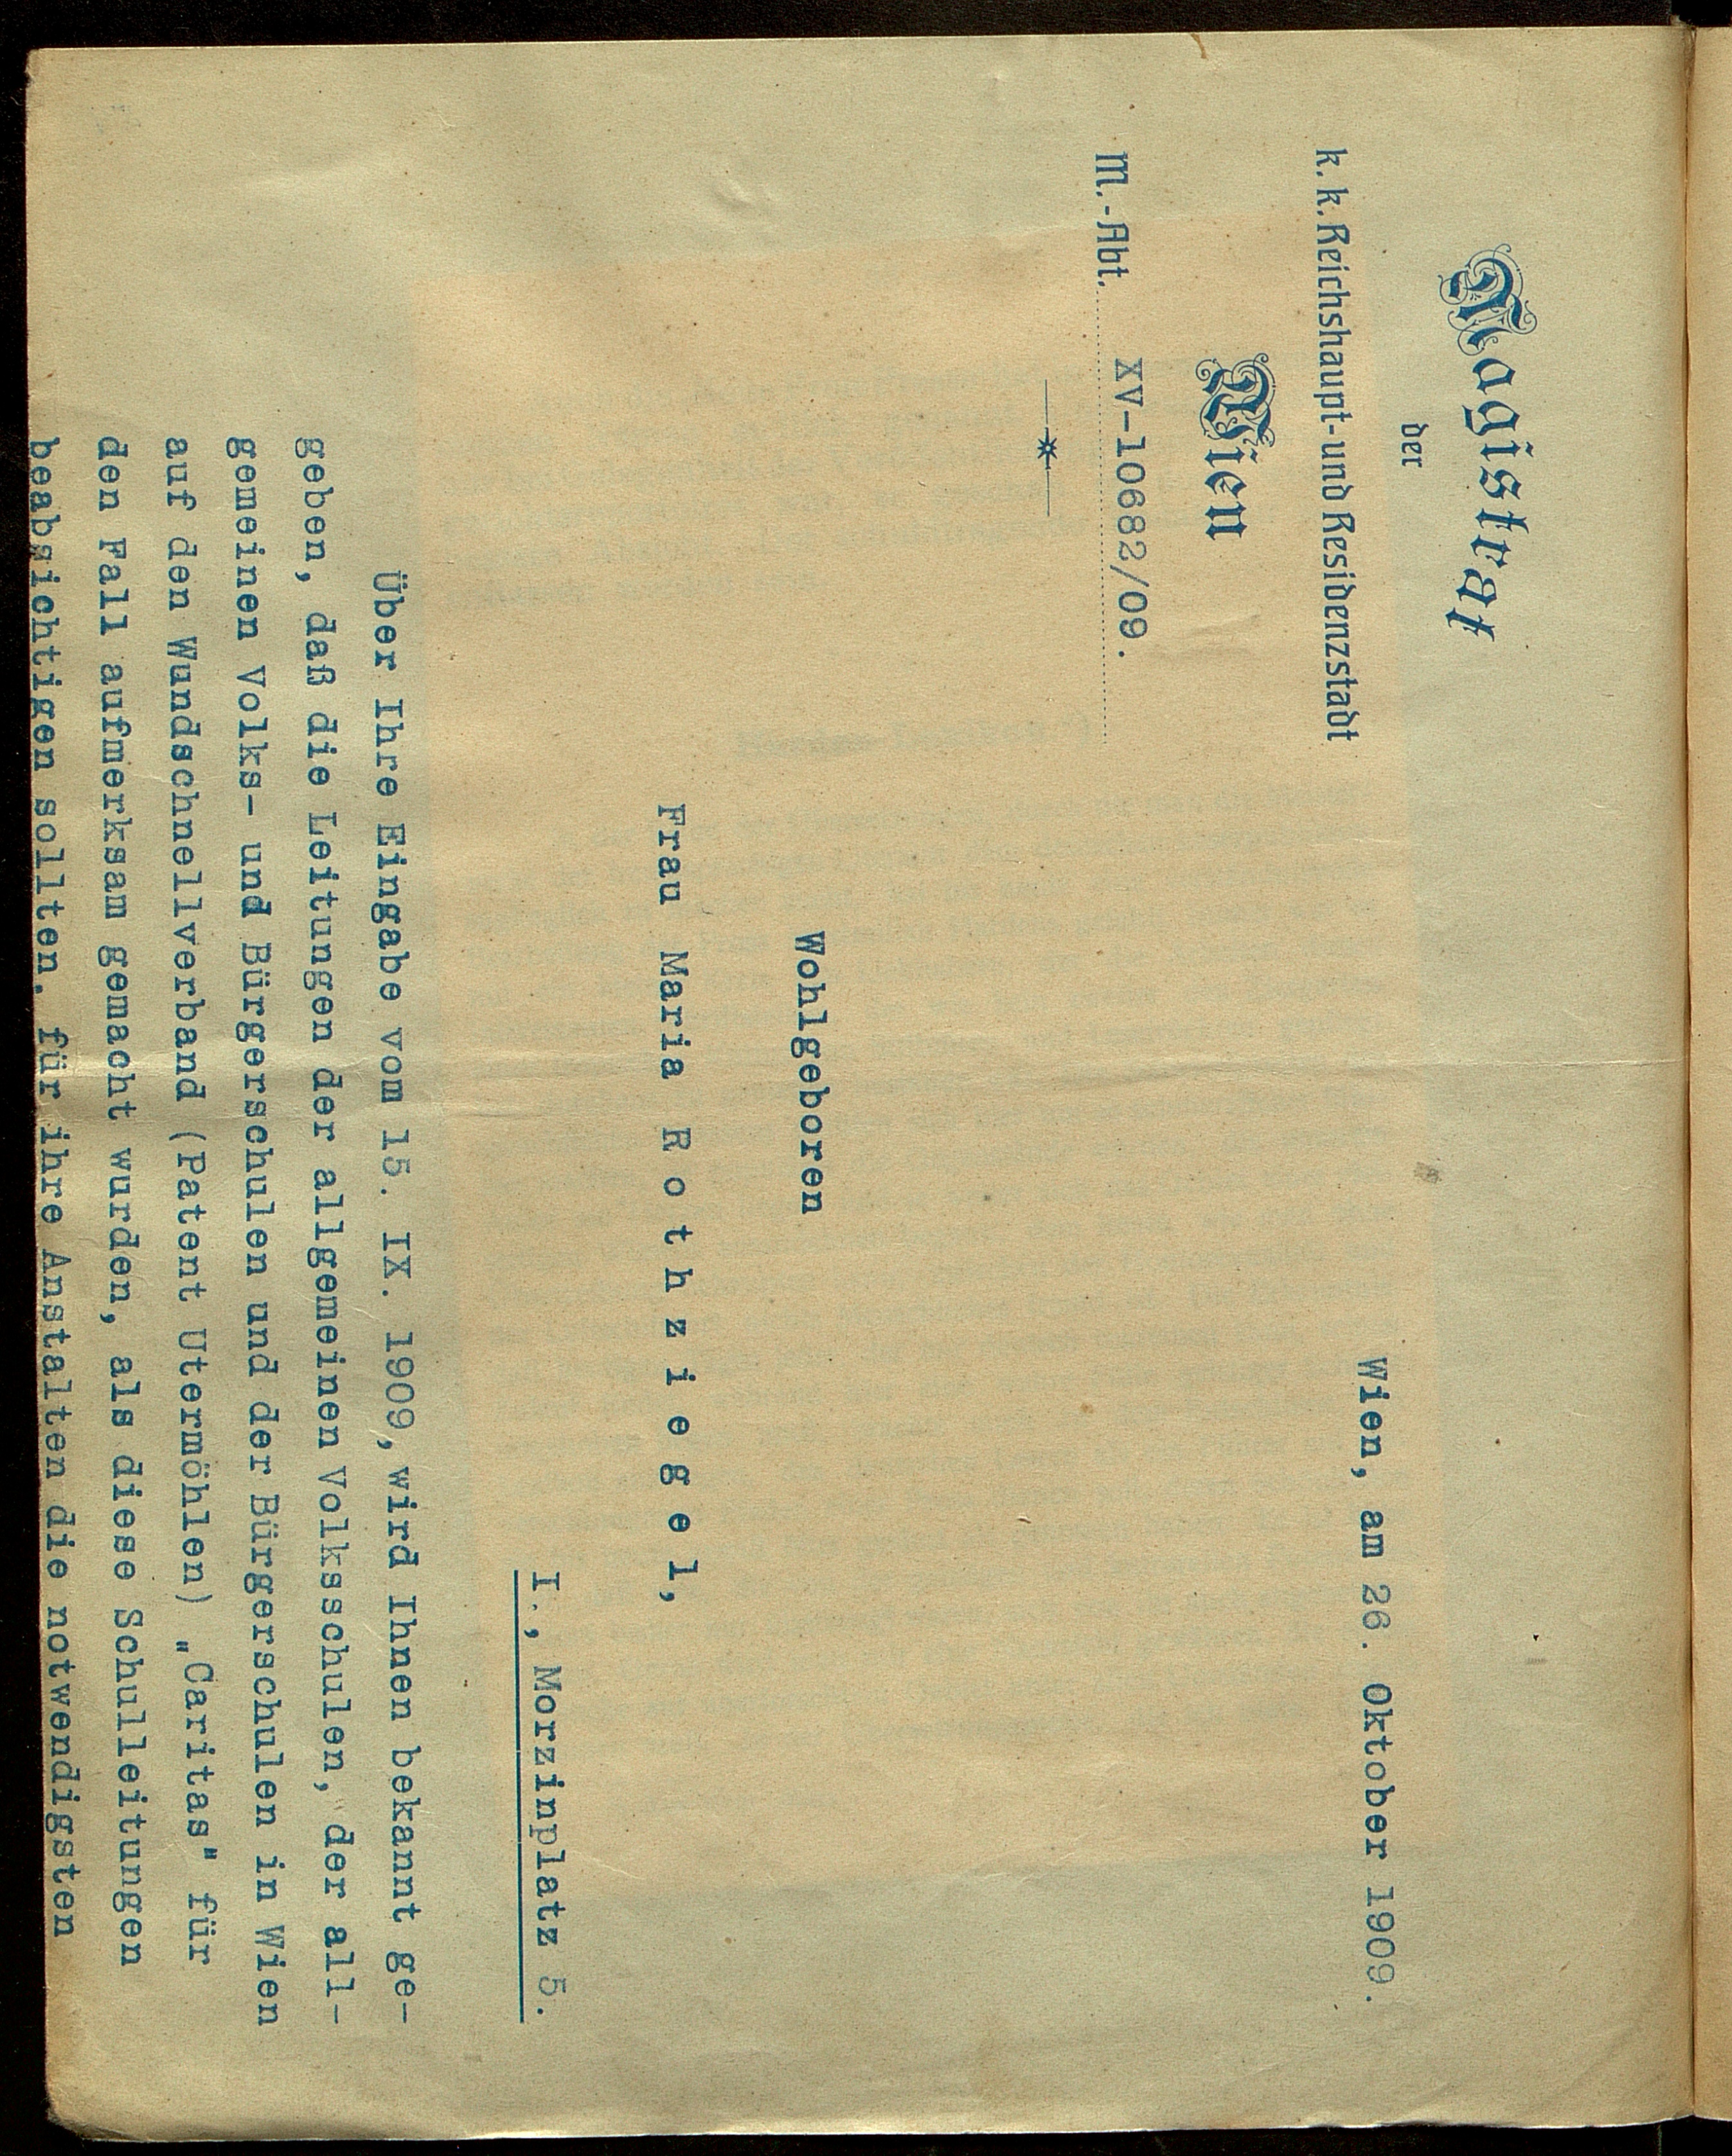 Magistrat
der
k. k. Reichshaupt- und Residenzstadt
Wien
M.-Abt. XV-10682/09.
Wien, am 26. Oktober 1909.
Wohlgeboren
Frau Maria Rothziegel,
I., Morzinplatz 5.
Über Ihre Eingabe vom 15. IX. 1909, wird Ihnen bekannt ge-
geben, daß die Leitungen der allgemeinen Volksschulen, der all-
gemeinen Volks- und Bürgerschulen und der Bürgerschulen in Wien
auf den Wundschnellverband (Patent Utermöhlen) „Caritas" für
den Fall aufmerksam gemacht wurden, als diese Schulleitungen
beabsichtigen sollten, für ihre Anstalten die notwendigsten